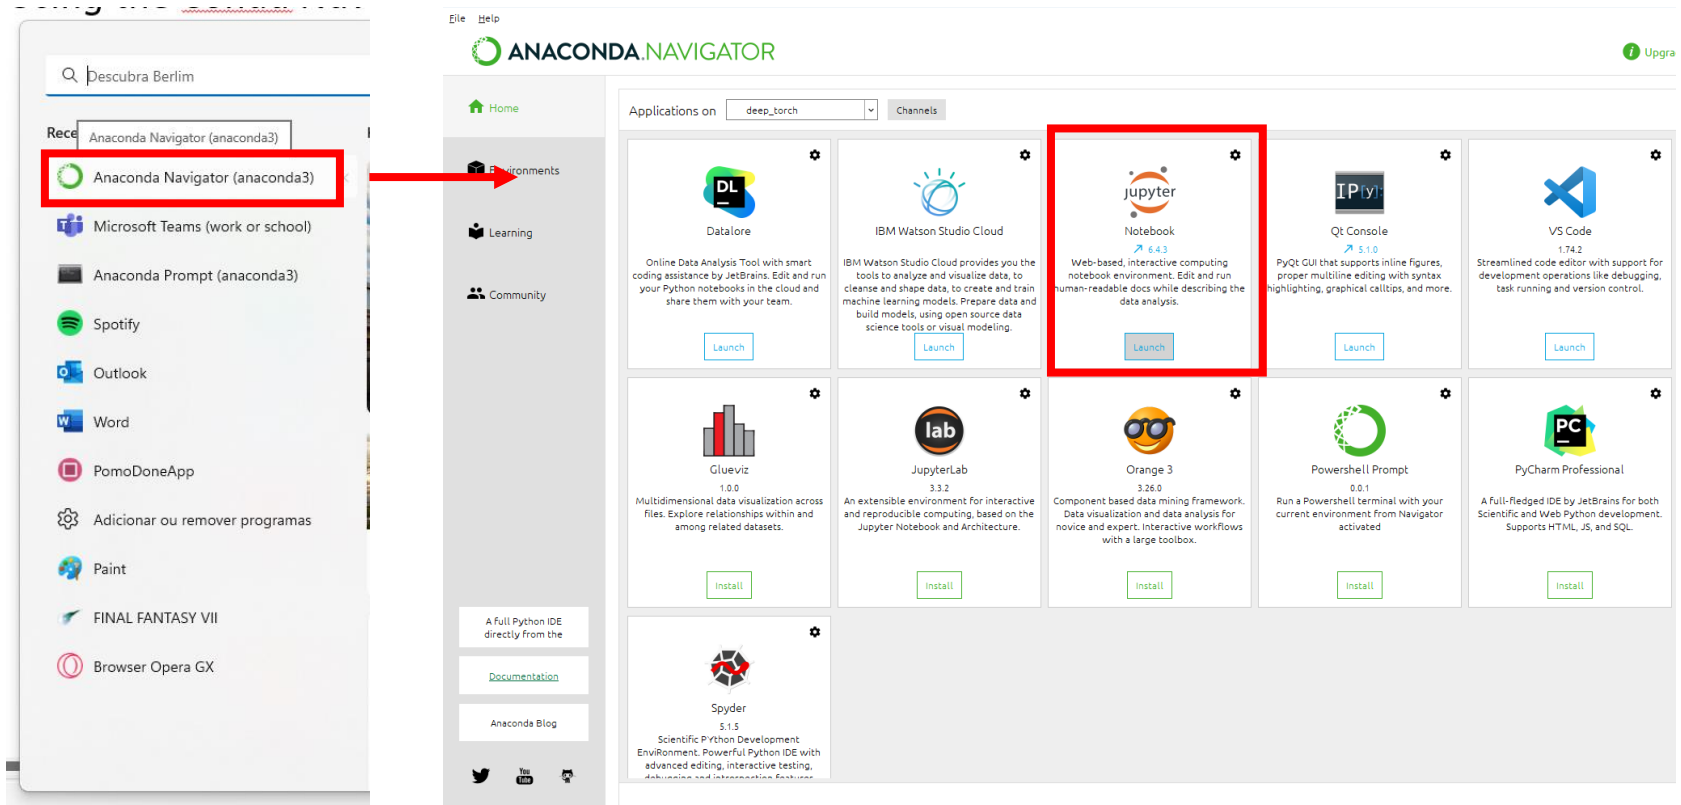 Descubra Berlim
Rece
Anaconda Navigator (anaconda3)
Anaconda Navigator (anaconda3)
Microsoft Teams (work or school)
Anaconda Prompt (anaconda3)
Spotify
Outlook
Word
PomoDoneApp
Adicionar ou remover programas
Paint
FINAL FANTASY VII
Browser Opera GX
File Help
ANACONDA.NAVIGATOR
Upgra
Home
Environments
Learning
Community
A full Python IDE
directly from the
Documentation
Anaconda Blog
You
Tube
Applications on deep_torch Channels
DL
Datalore
Online Data Analysis Tool with smart
coding assistance by JetBrains. Edit and run
your Python notebooks in the cloud and
share them with your team.
Launch
IBM Watson Studio Cloud
IBM Watson Studio Cloud provides you the
tools to analyze and visualize data, to
cleanse and shape data, to create and train
machine learning models. Prepare data and
build models, using open source data
science tools or visual modeling.
Launch
jupyter
Notebook
6.4.3
Web-based, interactive computing
notebook environment. Edit and run
human-readable docs while describing the
data analysis.
Launch
IP[y]:
Qt Console
5.1.0
PyQt GUI that supports inline figures,
proper multiline editing with syntax
highlighting, graphical calltips, and more.
Launch
VS Code
1.74.2
Streamlined code editor with support for
development operations like debugging,
task running and version control.
Launch
Glueviz
1.0.0
Multidimensional data visualization across
files. Explore relationships within and
among related datasets.
Install
lab
JupyterLab
3.3.2
An extensible environment for interactive
and reproducible computing, based on the
Jupyter Notebook and Architecture.
Install
Orange 3
3.26.0
Component based data mining framework.
Data visualization and data analysis for
novice and expert. Interactive workflows
with a large toolbox.
Install
Powershell Prompt
0.0.1
Run a Powershell terminal with your
current environment from Navigator
activated
Install
PC
PyCharm Professional
A full-fledged IDE by JetBrains for both
Scientific and Web Python development.
Supports HTML, JS, and SQL.
Install
Spyder
5.1.5
Scientific PYthon Development
EnviRonment. Powerful Python IDE with
advanced editing, interactive testing,
debugging and introspection features